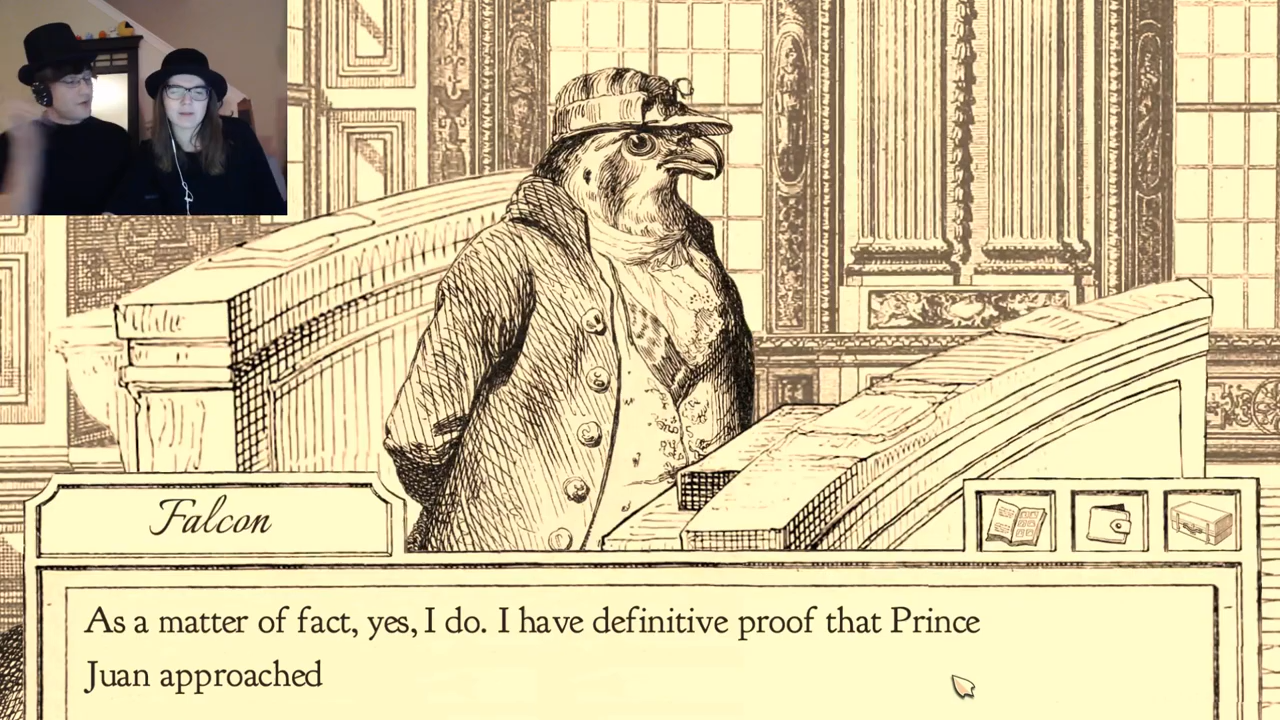 Falcon
As a matter of fact, yes, I do. I have definitive proof that Prince
Juan approached